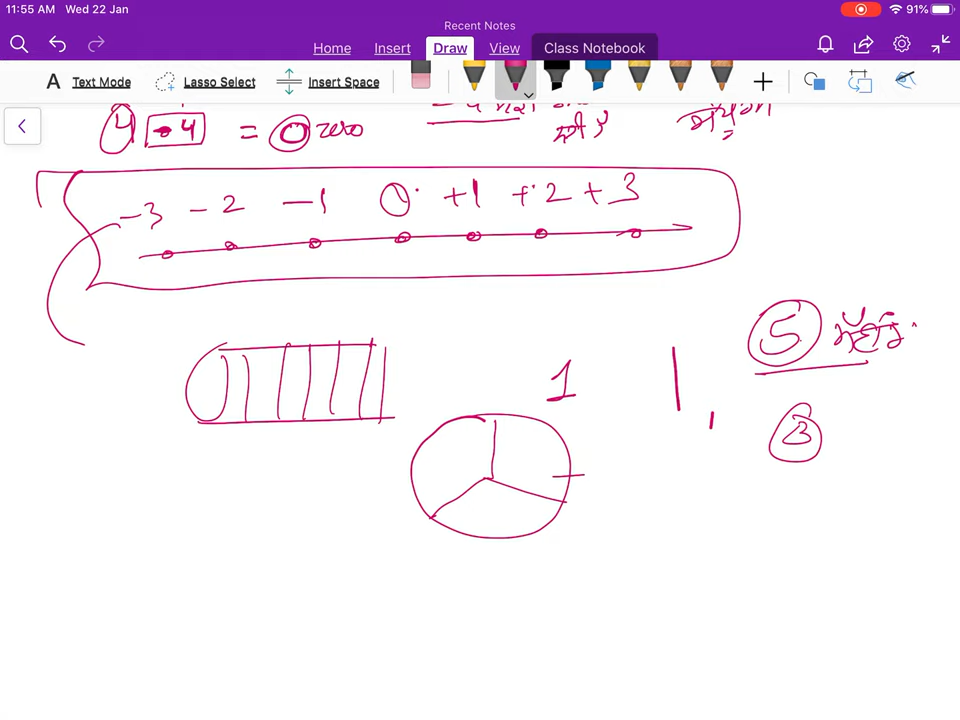 11:55 AM Wed 22 Jan
91%
Recent Notes
Home Insert Draw View Class Notebook
Text Mode Lasso Select Insert Space
4 - 4 = 0 zero
-3 -2 -1 0 +1 +2 +3
5
1
3